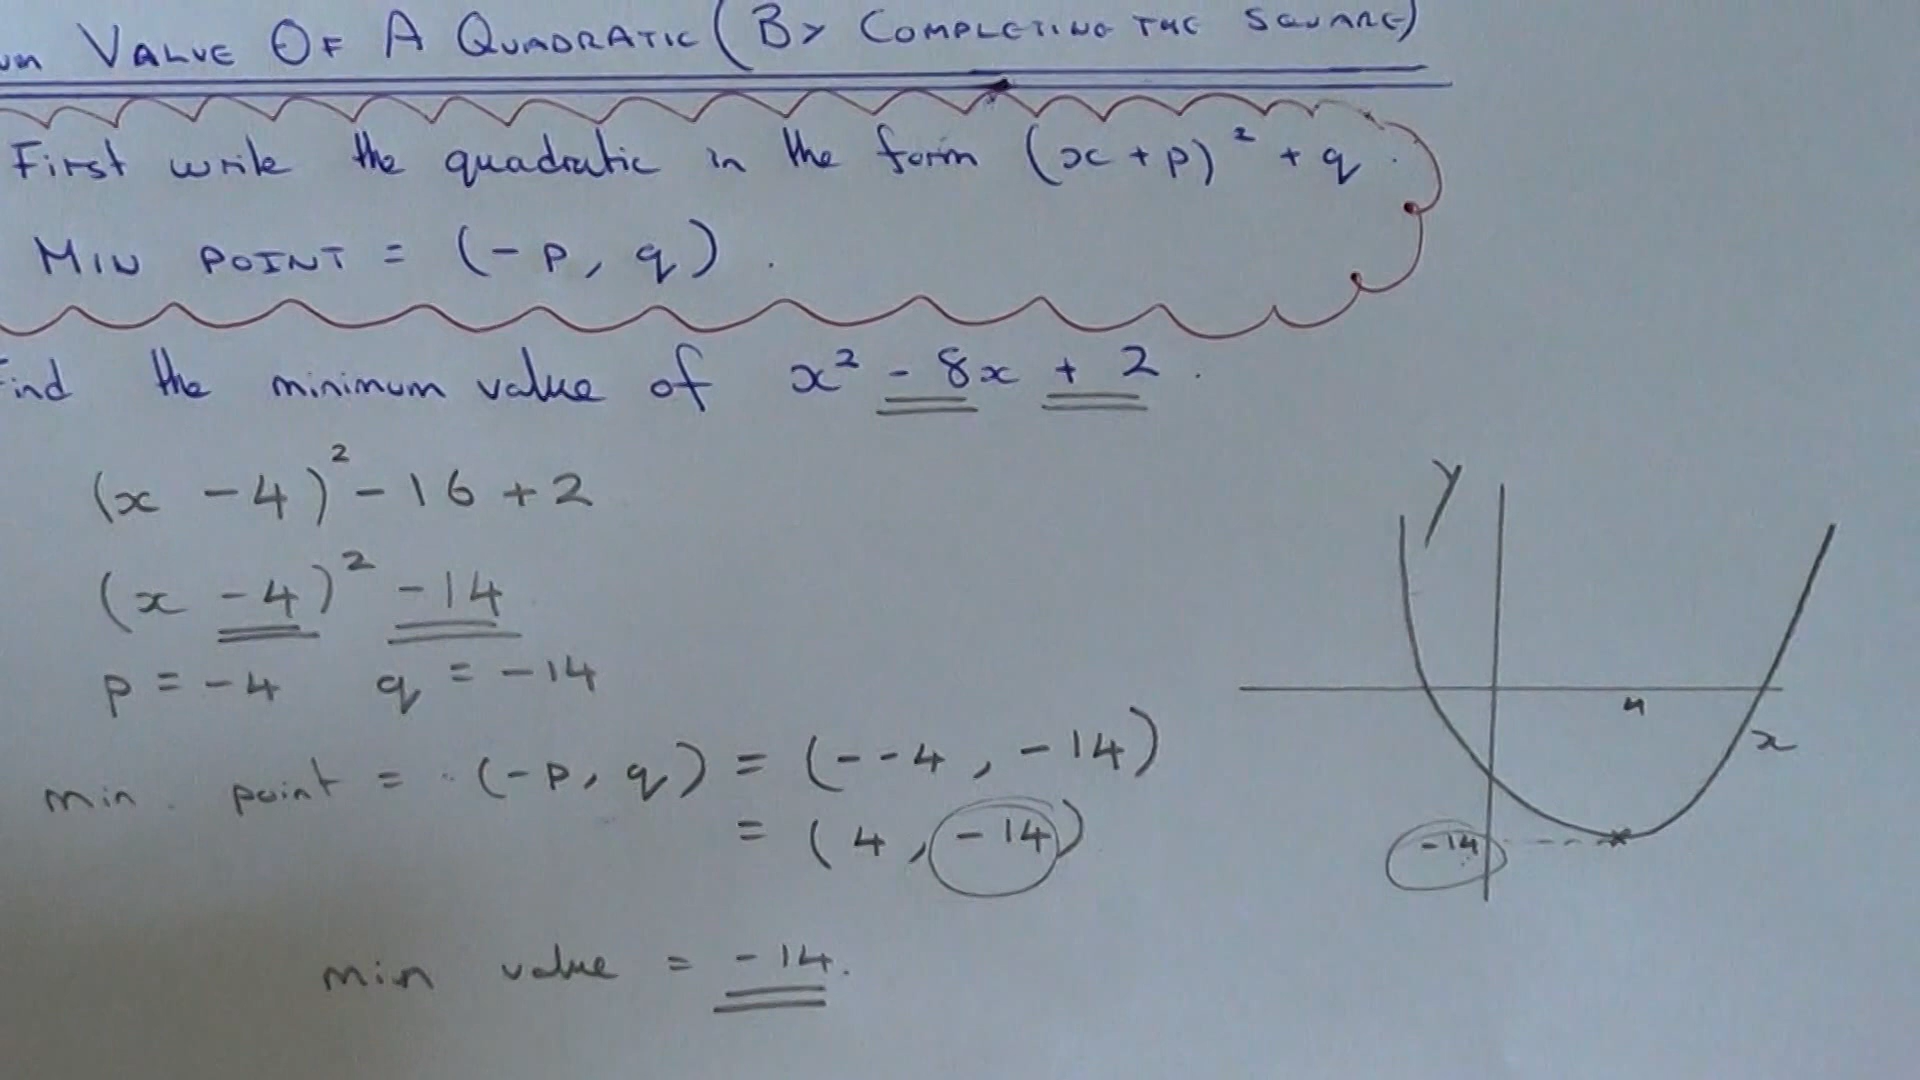 VALUE OF A QUADRATIC (BY COMPLETING THE SQUARE)
First write the quadratic in the form (x + p)² + q.
MIN POINT = (-p, q).
Find the minimum value of x² - 8x + 2.
(x - 4)² - 16 + 2
(x - 4)² - 14
p = -4 q = -14
min. point = (-p, q) = (--4, -14)
= (4, -14)
min value = -14.
y
4
x
-14